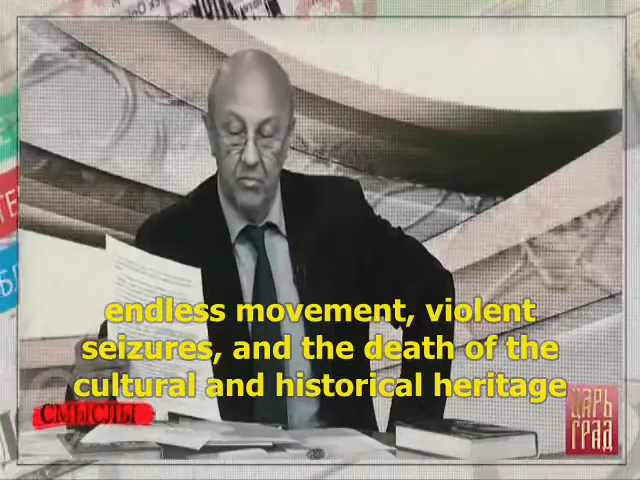 endless movement, violent
seizures, and the death of the
cultural and historical heritage
СМЫСЛЫ
ЦАРЬ
ГРАД